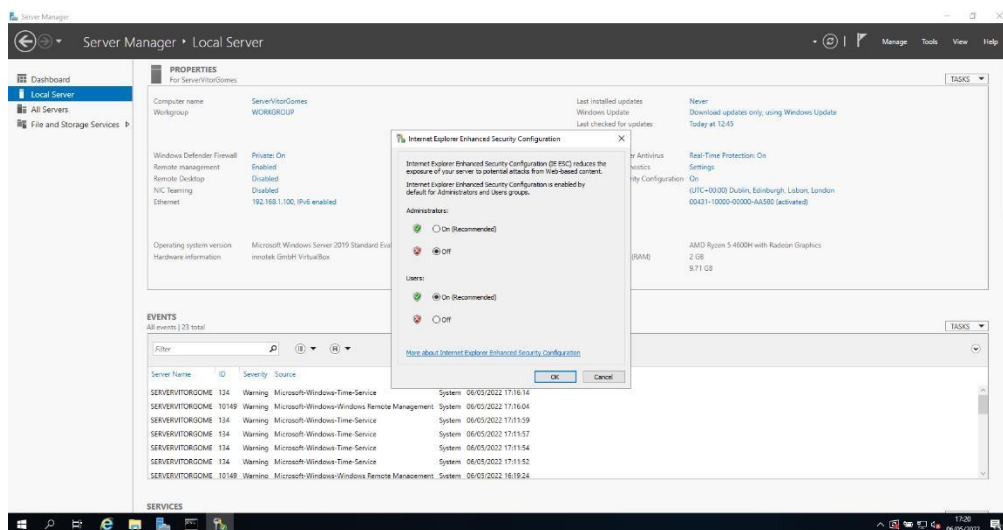 Server Manager
Server Manager • Local Server
Manage Tools View Help
Dashboard
Local Server
All Servers
File and Storage Services
PROPERTIES
For ServerVitorGomes
TASKS
Computer name ServerVitorGomes
Workgroup WORKGROUP
Last installed updates Never
Windows Update Download updates only, using Windows Update
Last checked for updates Today at 12:45
Windows Defender Firewall Private: On
Remote management Enabled
Remote Desktop Disabled
NIC Teaming Disabled
Ethernet 192.168.1.100, IPv6 enabled
Antivirus Real-Time Protection: On
Settings
Configuration On
(UTC+00:00) Dublin, Edinburgh, Lisbon, London
00431-10000-00000-AA580 (activated)
Operating system version Microsoft Windows Server 2019 Standard
Hardware information innotek GmbH VirtualBox
AMD Ryzen 5 4600H with Radeon Graphics
(RAM) 2 GB
9.71 GB
Internet Explorer Enhanced Security Configuration
Internet Explorer Enhanced Security Configuration (IE ESC) reduces the
exposure of your server to potential attacks from Web-based content.
Internet Explorer Enhanced Security Configuration is enabled by
default for Administrators and Users groups.
Administrators:
On (Recommended)
Off
Users:
On (Recommended)
Off
More about Internet Explorer Enhanced Security Configuration
OK Cancel
EVENTS
All events | 23 total
TASKS
Filter
Server Name ID Severity Source
SERVERVITORGOME 134 Warning Microsoft-Windows-Time-Service System 06/05/2022 17:16:14
SERVERVITORGOME 10149 Warning Microsoft-Windows-Windows Remote Management System 06/05/2022 17:16:04
SERVERVITORGOME 134 Warning Microsoft-Windows-Time-Service System 06/05/2022 17:11:59
SERVERVITORGOME 134 Warning Microsoft-Windows-Time-Service System 06/05/2022 17:11:57
SERVERVITORGOME 134 Warning Microsoft-Windows-Time-Service System 06/05/2022 17:11:54
SERVERVITORGOME 134 Warning Microsoft-Windows-Time-Service System 06/05/2022 17:11:52
SERVERVITORGOME 10149 Warning Microsoft-Windows-Windows Remote Management System 06/05/2022 16:19:24
SERVICES
17:20
06/05/2022